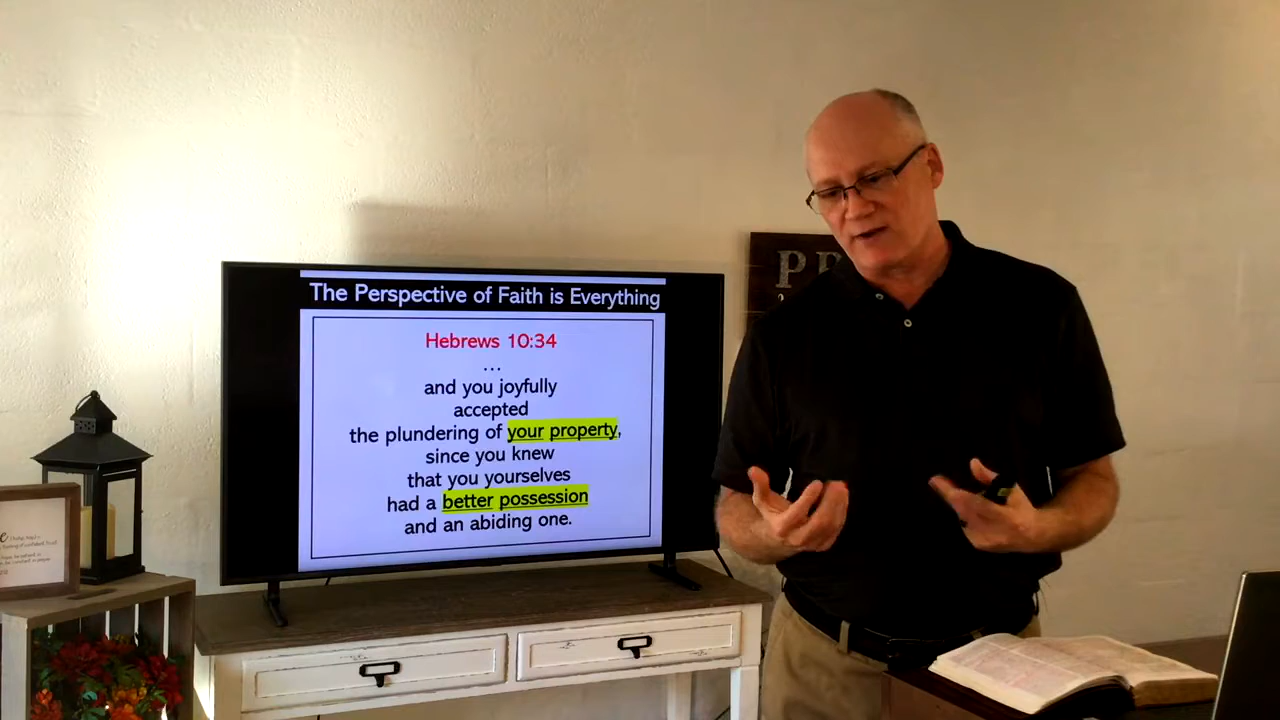 The Perspective of Faith is Everything
Hebrews 10:34
...
and you joyfully
accepted
the plundering of your property,
since you knew
that you yourselves
had a better possession
and an abiding one.